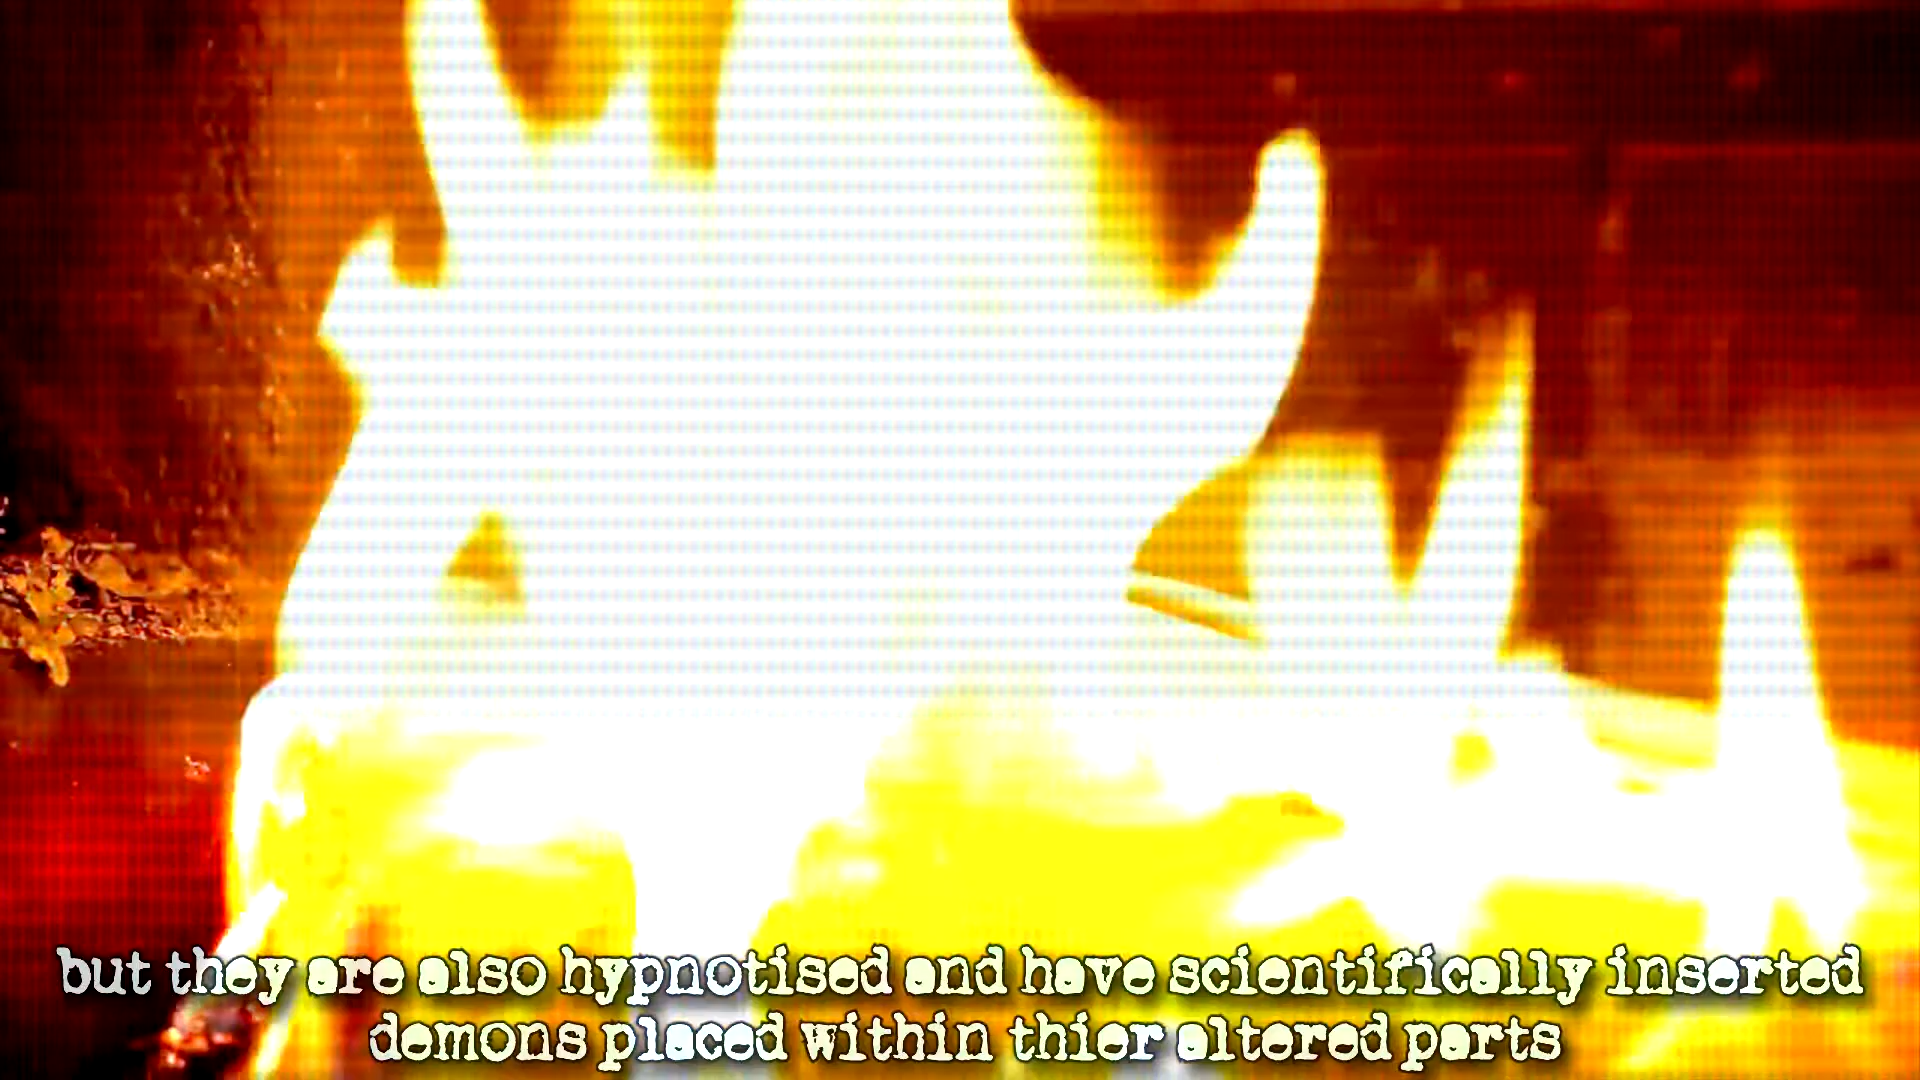 but they are also hypnotised and have scientifically inserted
demons placed within thier altered parts